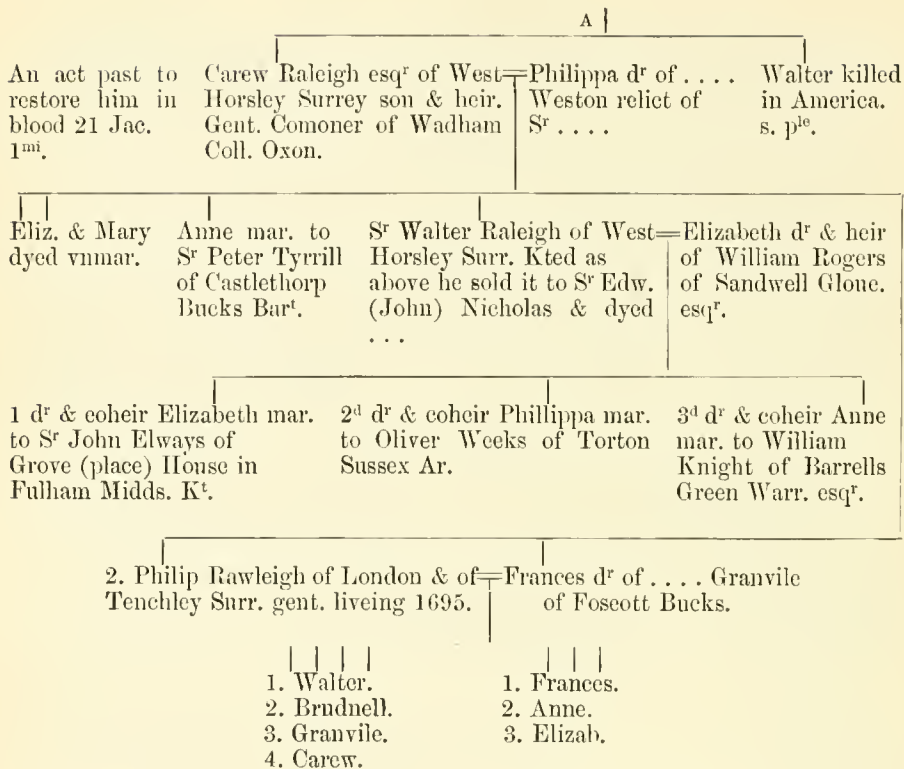 A
An act past to
restore him in
blood 21 Jac.
1mi.
Carew Raleigh esqr of West
Horsley Surrey son & heir.
Gent. Comoner of Wadham
Coll. Oxon.
Philippa dr of . . . .
Weston relict of
Sr . . . .
Walter killed
in America.
s. ple.
Eliz. & Mary
dyed vnmar.
Anne mar. to
Sr Peter Tyrrill
of Castlethorp
Bucks Bart.
Sr Walter Raleigh of West
Horsley Surr. Kted as
above he sold it to Sr Edw.
(John) Nicholas & dyed
. . .
Elizabeth dr & heir
of William Rogers
of Sandwell Glouc.
esqr.
1 dr & coheir Elizabeth mar.
to Sr John Elways of
Grove (place) House in
Fulham Midds. Kt.
2d dr & coheir Phillippa mar.
to Oliver Weeks of Torton
Sussex Ar.
3d dr & coheir Anne
mar. to William
Knight of Barrells
Green Warr. esqr.
2. Philip Rawleigh of London & of
Tenchley Surr. gent. liveing 1695.
Frances dr of . . . . Granvile
of Foscott Bucks.
1. Walter.
2. Brudnell.
3. Granvile.
4. Carew.
1. Frances.
2. Anne.
3. Elizab.